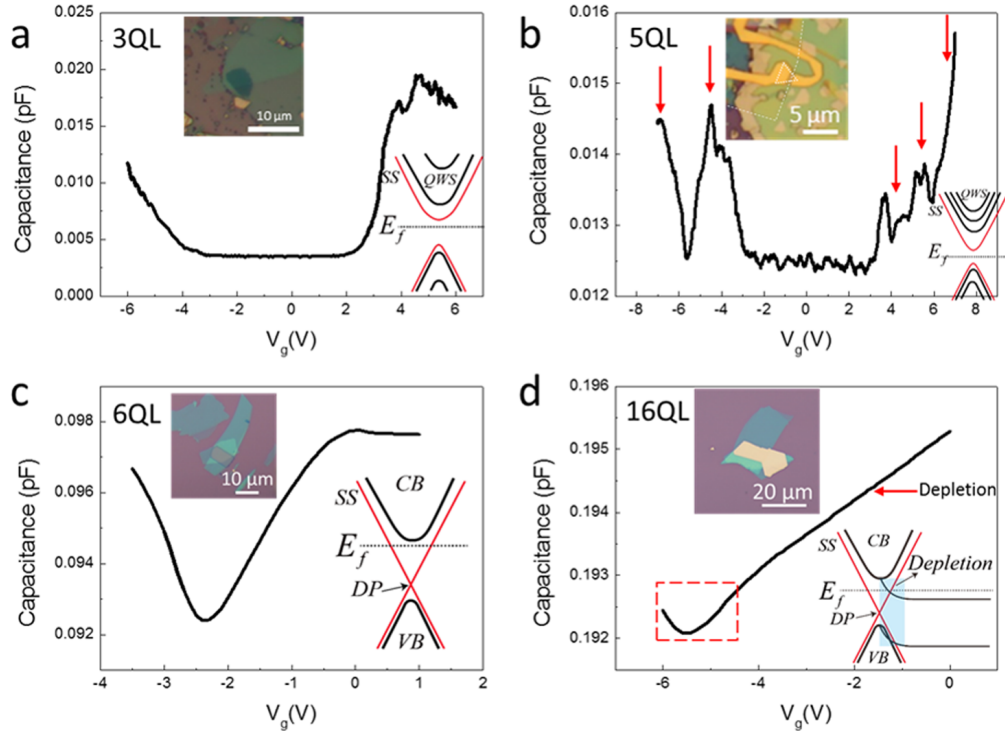 a
3QL
10 μm
Capacitance (pF)
0.025
0.020
0.015
0.010
0.005
0.000
-6
-4
-2
0
2
4
6
V_g(V)
SS
QWS
E_f
b
5QL
5 μm
Capacitance (pF)
0.016
0.015
0.014
0.013
0.012
-8
-6
-4
-2
0
2
4
6
8
V_g(V)
QWS
SS
E_f
c
6QL
10 μm
Capacitance (pF)
0.098
0.096
0.094
0.092
-4
-3
-2
-1
0
1
2
V_g(V)
SS
CB
E_f
DP
VB
d
16QL
20 μm
Capacitance (pF)
0.196
0.195
0.194
0.193
0.192
-6
-4
-2
0
V_g(V)
Depletion
SS
CB
Depletion
E_f
DP
VB